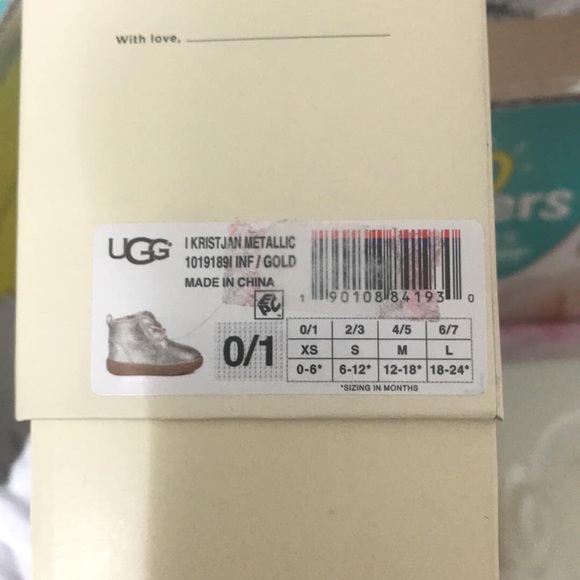 With love,
UGG
I KRISTJAN METALLIC
1019189I INF / GOLD
MADE IN CHINA
1 90108 84193 0
0/1
0/1 2/3 4/5 6/7
XS S M L
0-6* 6-12* 12-18* 18-24*
*SIZING IN MONTHS